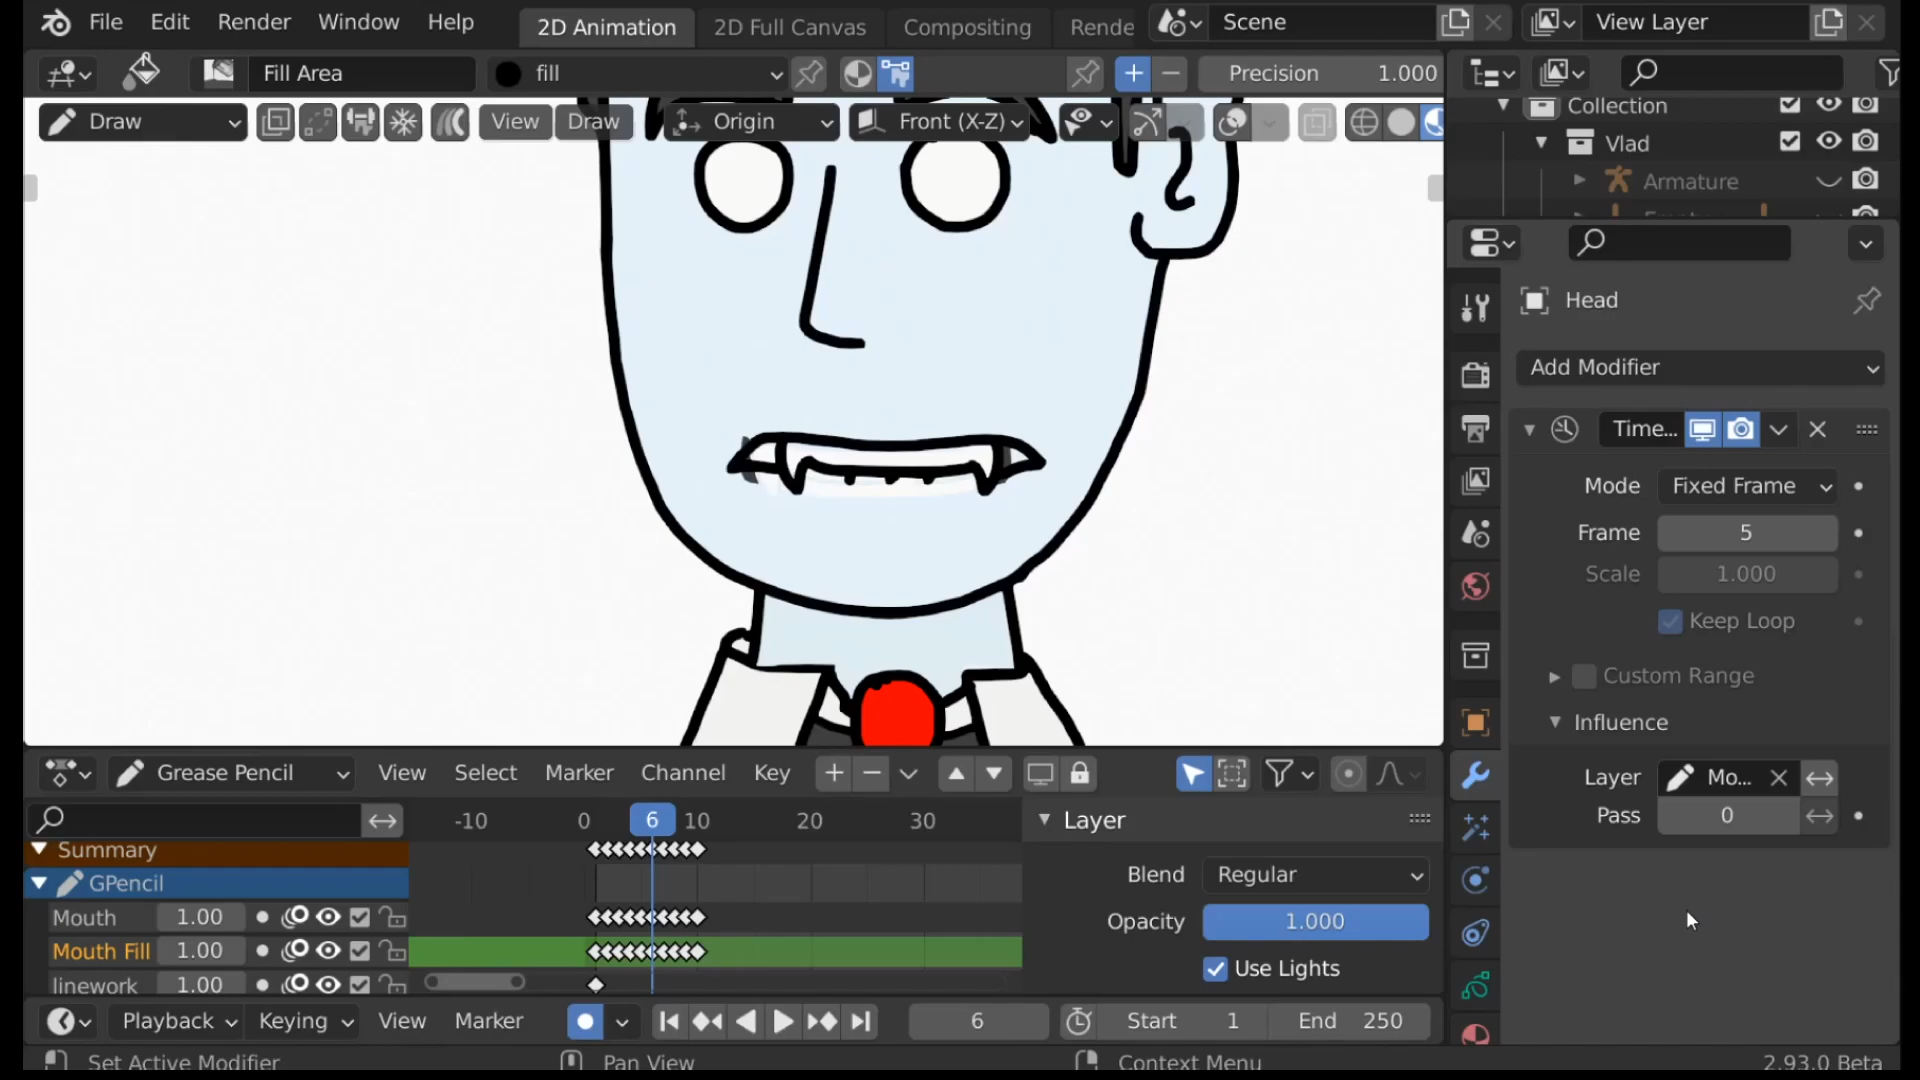 File Edit Render Window Help 2D Animation 2D Full Canvas Compositing Rende Scene View Layer
Fill Area fill Precision 1.000
Draw View Draw Origin Front (X-Z)
Collection
Vlad
Armature
Head
Add Modifier
Time...
Mode Fixed Frame
Frame 5
Scale 1.000
Keep Loop
Custom Range
Influence
Layer Mo...
Pass 0
Grease Pencil View Select Marker Channel Key
-10 0 6 10 20 30
Summary
GPencil
Mouth 1.00
Mouth Fill 1.00
linework 1.00
Layer
Blend Regular
Opacity 1.000
Use Lights
Playback Keying View Marker 6 Start 1 End 250
Set Active Modifier Pan View Context Menu 2.93.0 Beta